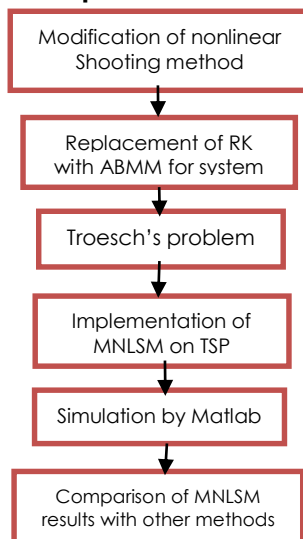 Modification of nonlinear
Shooting method
Replacement of RK
with ABMM for system
Troesch's problem
Implementation of
MNLSM on TSP
Simulation by Matlab
Comparison of MNLSM
results with other methods